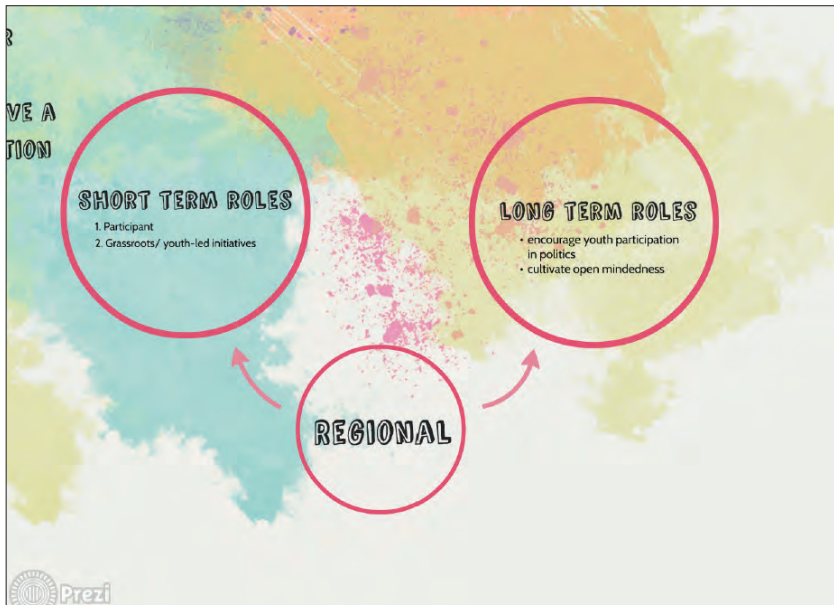 R
VE A
TION
SHORT TERM ROLES
1. Participant
2. Grassroots/ youth-led initiatives
LONG TERM ROLES
• encourage youth participation
in politics
• cultivate open mindedness
REGIONAL
Prezi